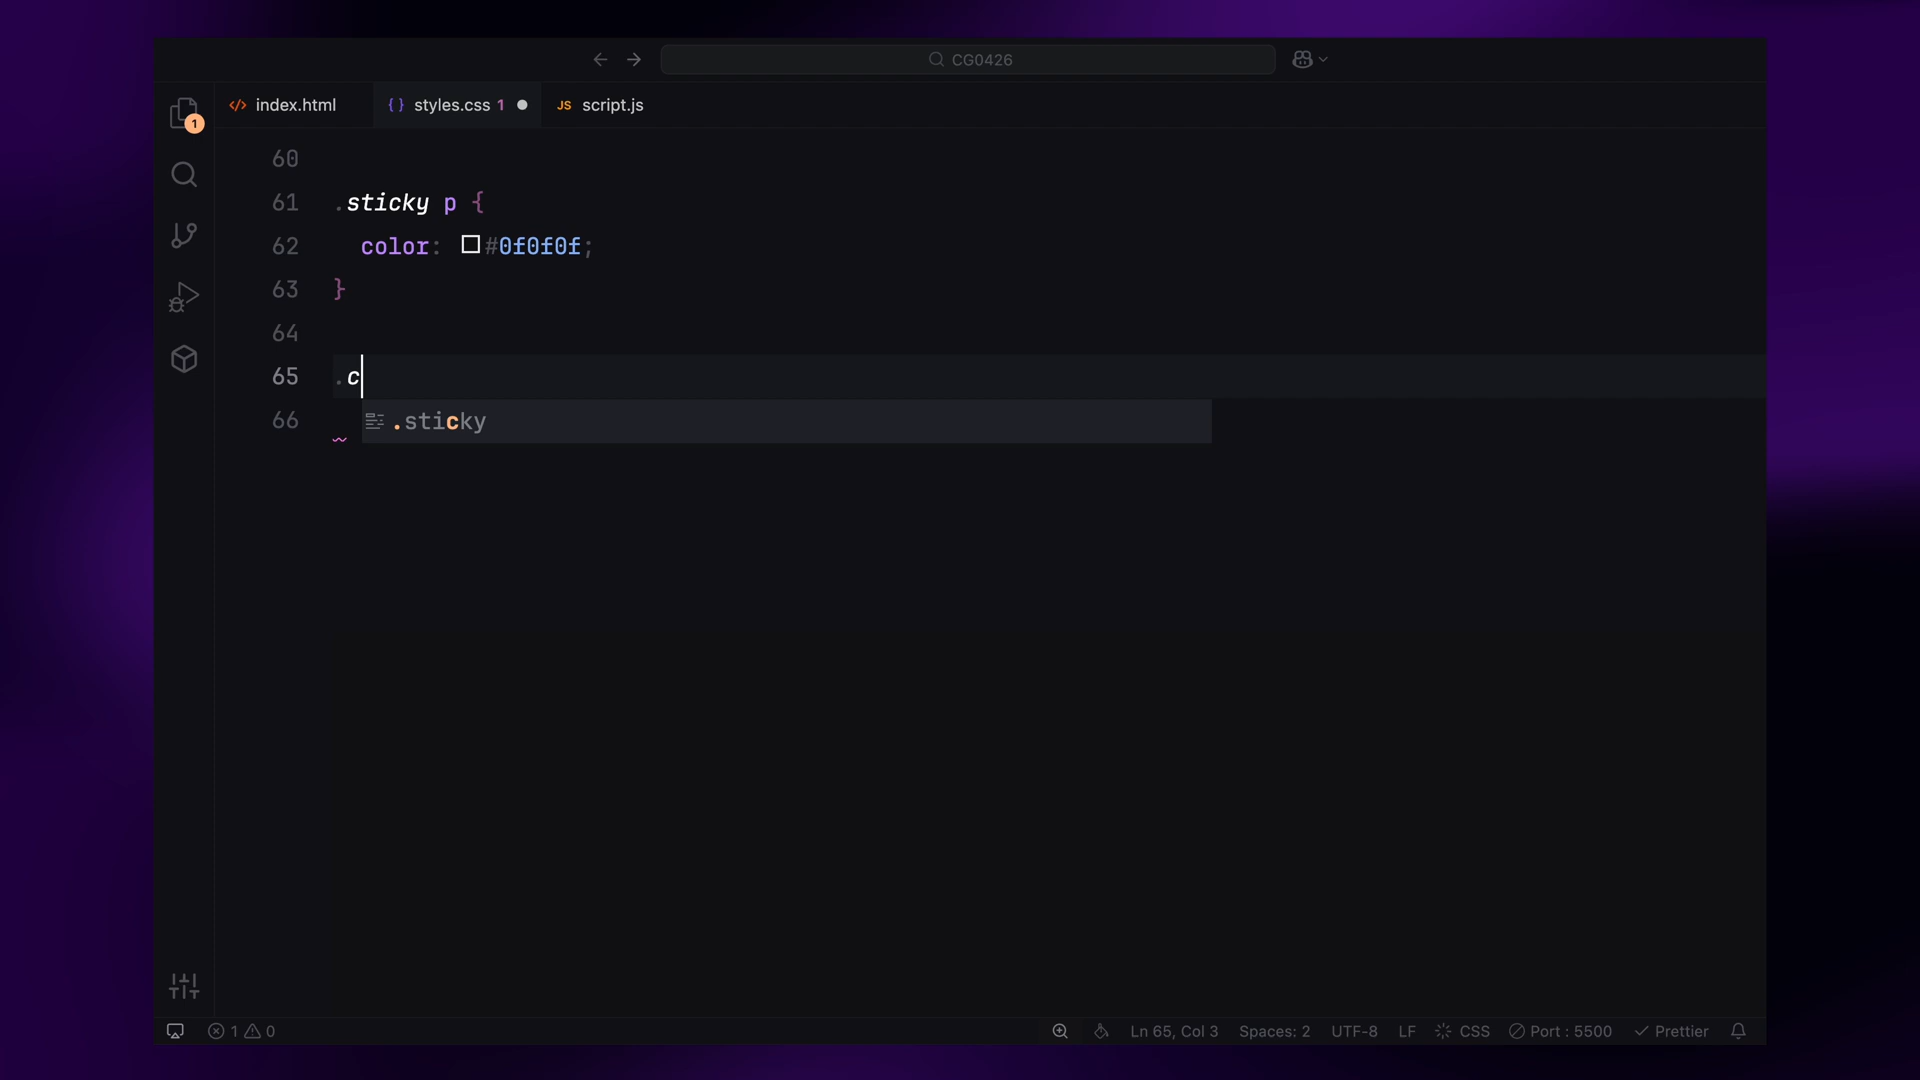 CG0426
index.html
styles.css 1
JS script.js
1
60
61 .sticky p {
62 color: #0f0f0f;
63 }
64
65 .c
66 .sticky
1 0
Ln 65, Col 3 Spaces: 2 UTF-8 LF CSS Port : 5500 Prettier